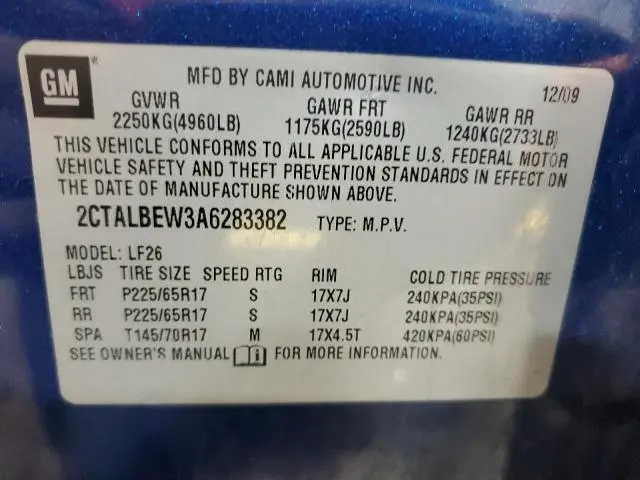 GM ®
MFD BY CAMI AUTOMOTIVE INC. 12/09
GVWR GAWR FRT GAWR RR
2250KG(4960LB) 1175KG(2590LB) 1240KG(2733LB)
THIS VEHICLE CONFORMS TO ALL APPLICABLE U.S. FEDERAL MOTOR
VEHICLE SAFETY AND THEFT PREVENTION STANDARDS IN EFFECT ON
THE DATE OF MANUFACTURE SHOWN ABOVE.
2CTALBEW3A6283382 TYPE: M.P.V.
MODEL: LF26
LBJS TIRE SIZE SPEED RTG RIM COLD TIRE PRESSURE
FRT P225/65R17 S 17X7J 240KPA(35PSI)
RR P225/65R17 S 17X7J 240KPA(35PSI)
SPA T145/70R17 M 17X4.5T 420KPA(60PSI)
SEE OWNER'S MANUAL i FOR MORE INFORMATION.